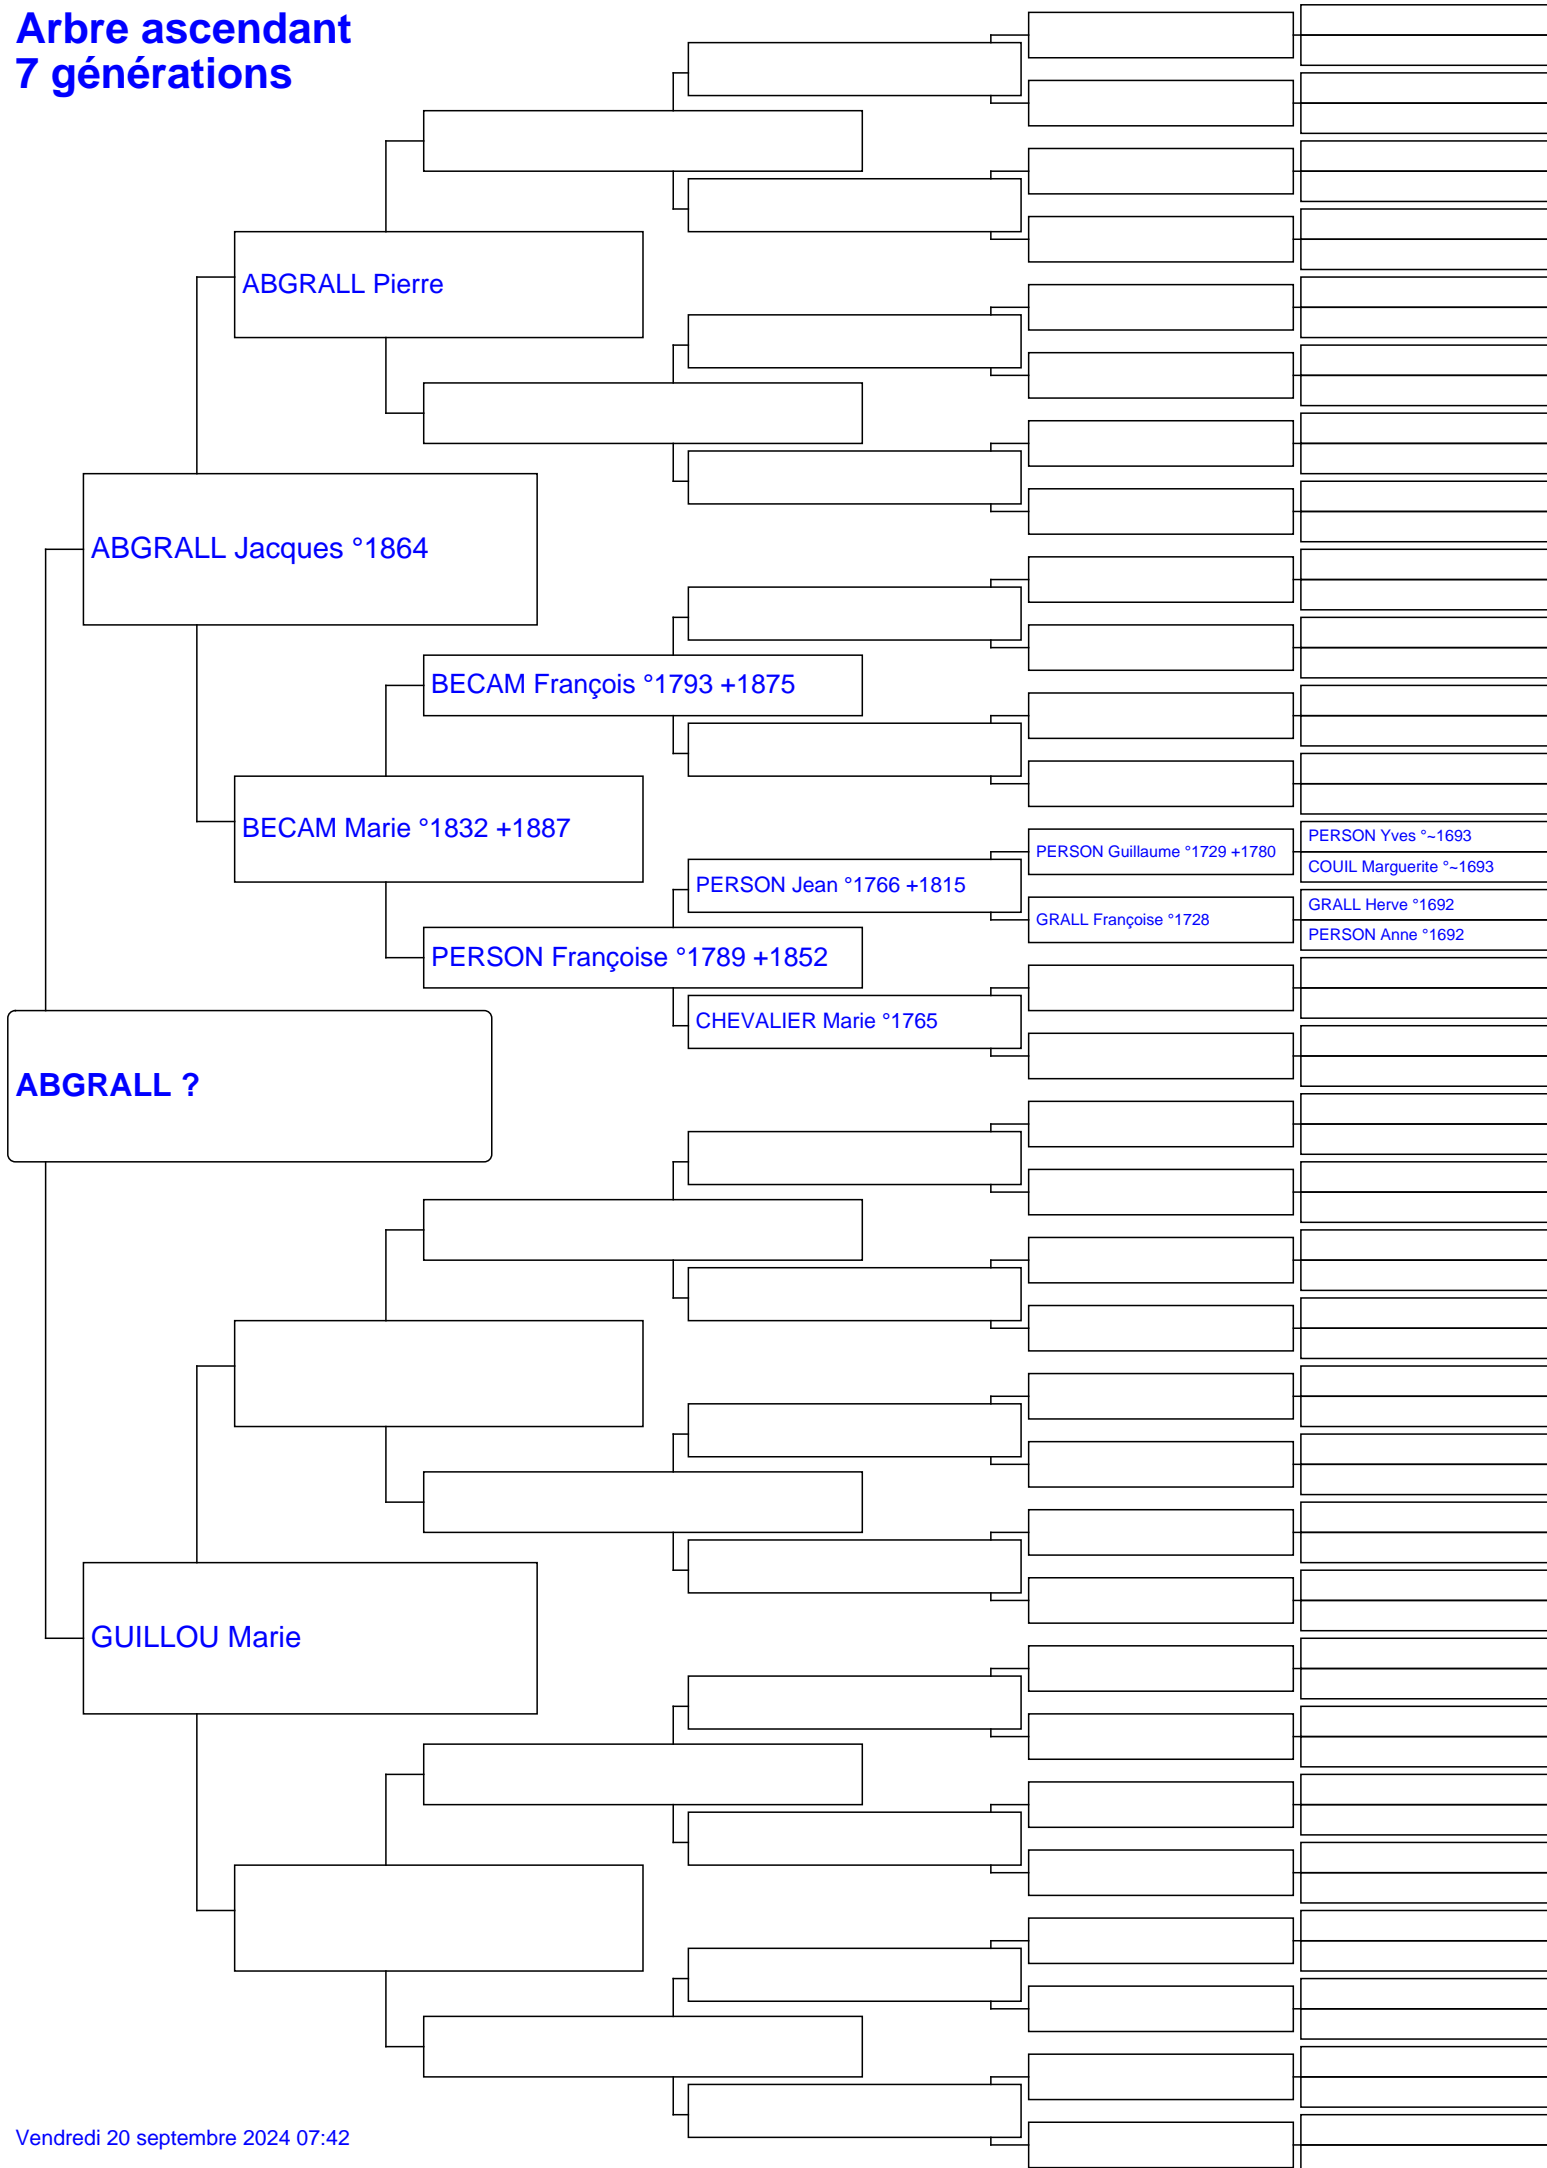 Arbre ascendant
7 générations
ABGRALL Pierre
ABGRALL Jacques °1864
BECAM François °1793 +1875
BECAM Marie °1832 +1887
PERSON Yves °~1693
PERSON Guillaume °1729 +1780
COUIL Marguerite °~1693
PERSON Jean °1766 +1815
GRALL Herve °1692
GRALL Françoise °1728
PERSON Anne °1692
PERSON Françoise °1789 +1852
CHEVALIER Marie °1765
ABGRALL ?
GUILLOU Marie
Vendredi 20 septembre 2024 07:42